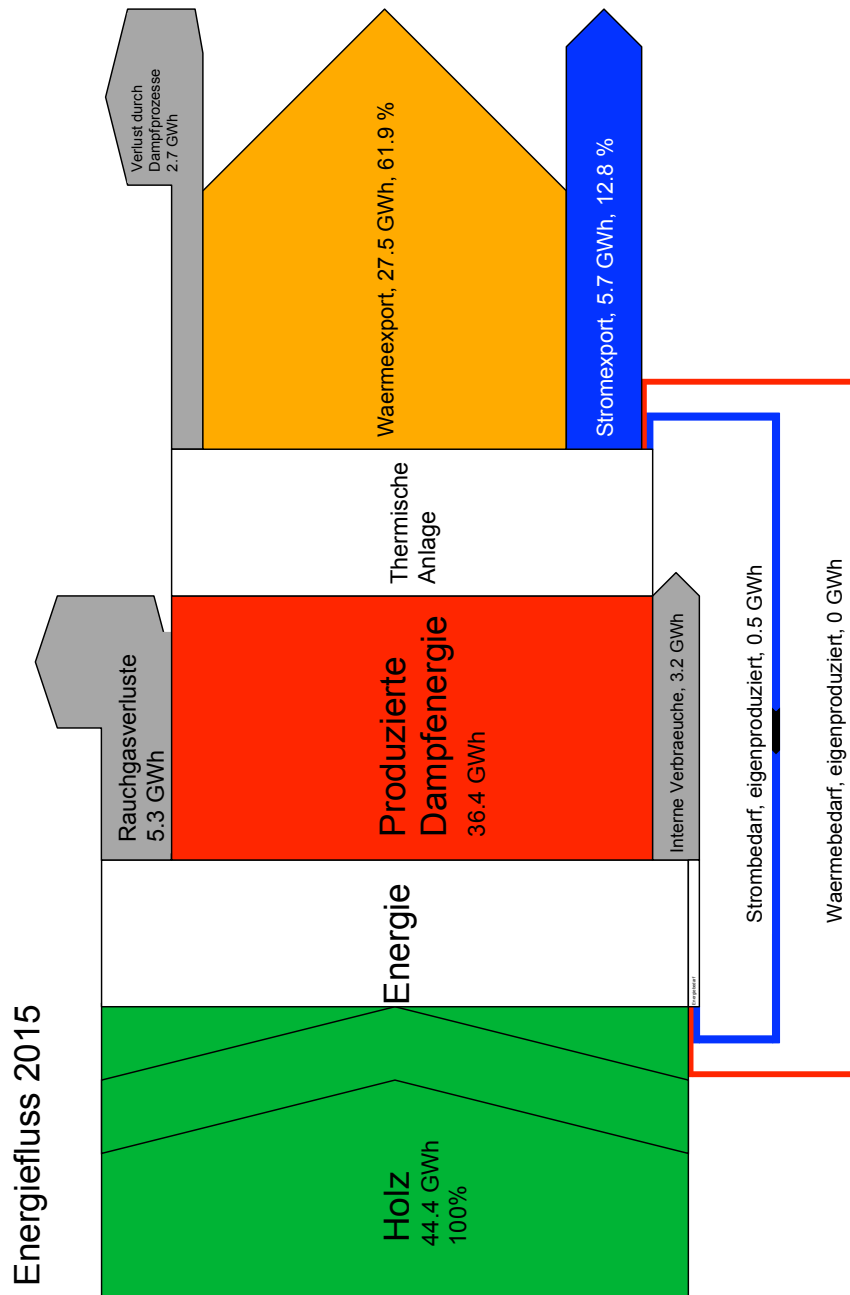 Energiefluss 2015
Holz
44.4 GWh
100%
Energie
Energiebedarf
Rauchgasverluste
5.3 GWh
Produzierte
Dampfenergie
36.4 GWh
Interne Verbraeuche, 3.2 GWh
Thermische
Anlage
Verlust durch
Dampfprozesse
2.7 GWh
Waermeexport, 27.5 GWh, 61.9 %
Stromexport, 5.7 GWh, 12.8 %
Strombedarf, eigenproduziert, 0.5 GWh
Waermebedarf, eigenproduziert, 0 GWh